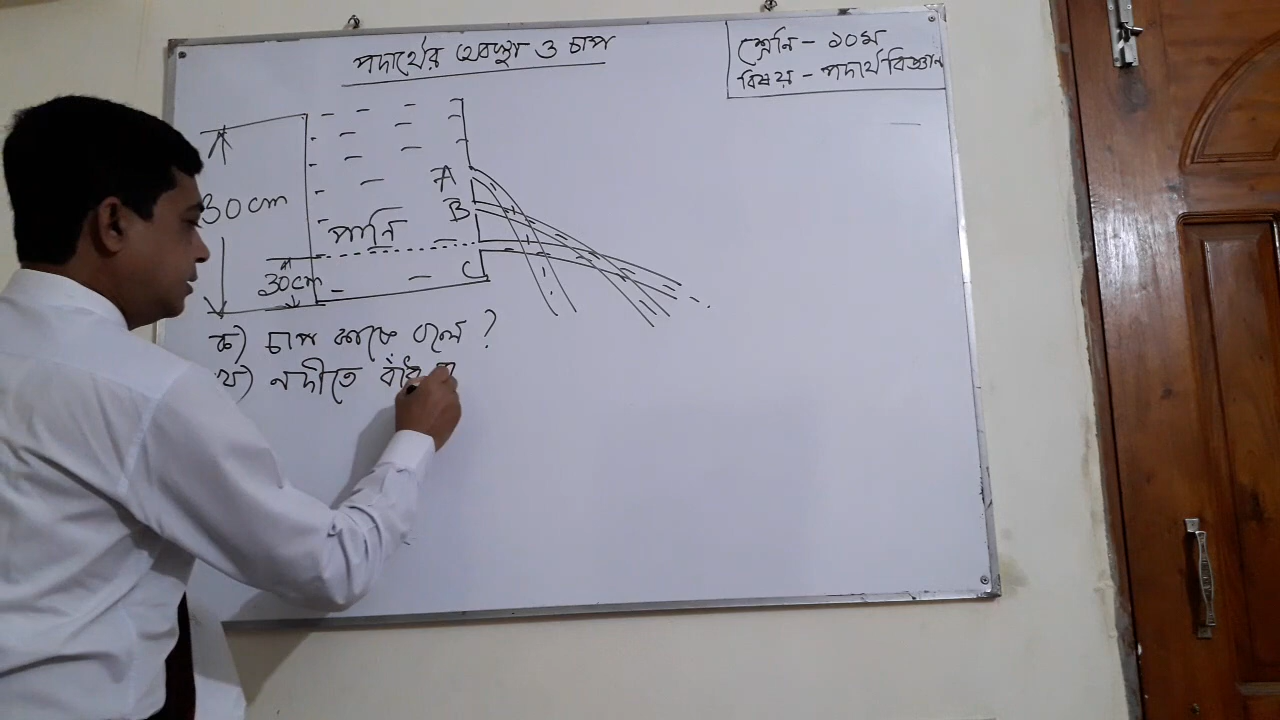 পদার্থের অবস্থা ও চাপ
শ্রেনি - ১০ম
বিষয় - পদার্থবিজ্ঞান
30cm
A
B
পানি
30cm
C
ক) চাপ কাকে বলে ?
খ) নদীতে বাঁধ